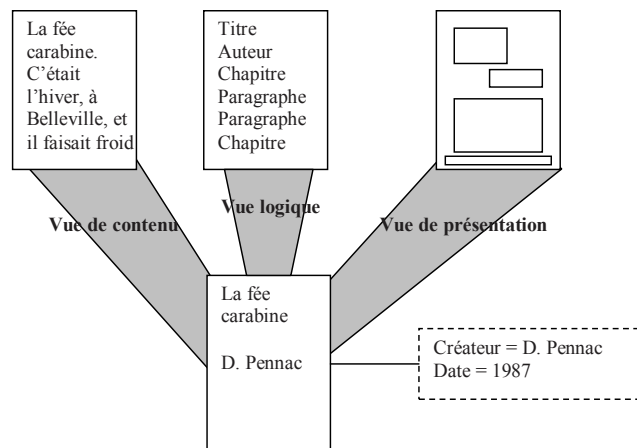 La fée
carabine.
C'était
l'hiver, à
Belleville, et
il faisait froid
Titre
Auteur
Chapitre
Paragraphe
Paragraphe
Chapitre
Vue de contenu
Vue logique
Vue de présentation
La fée
carabine
D. Pennac
Créateur = D. Pennac
Date = 1987